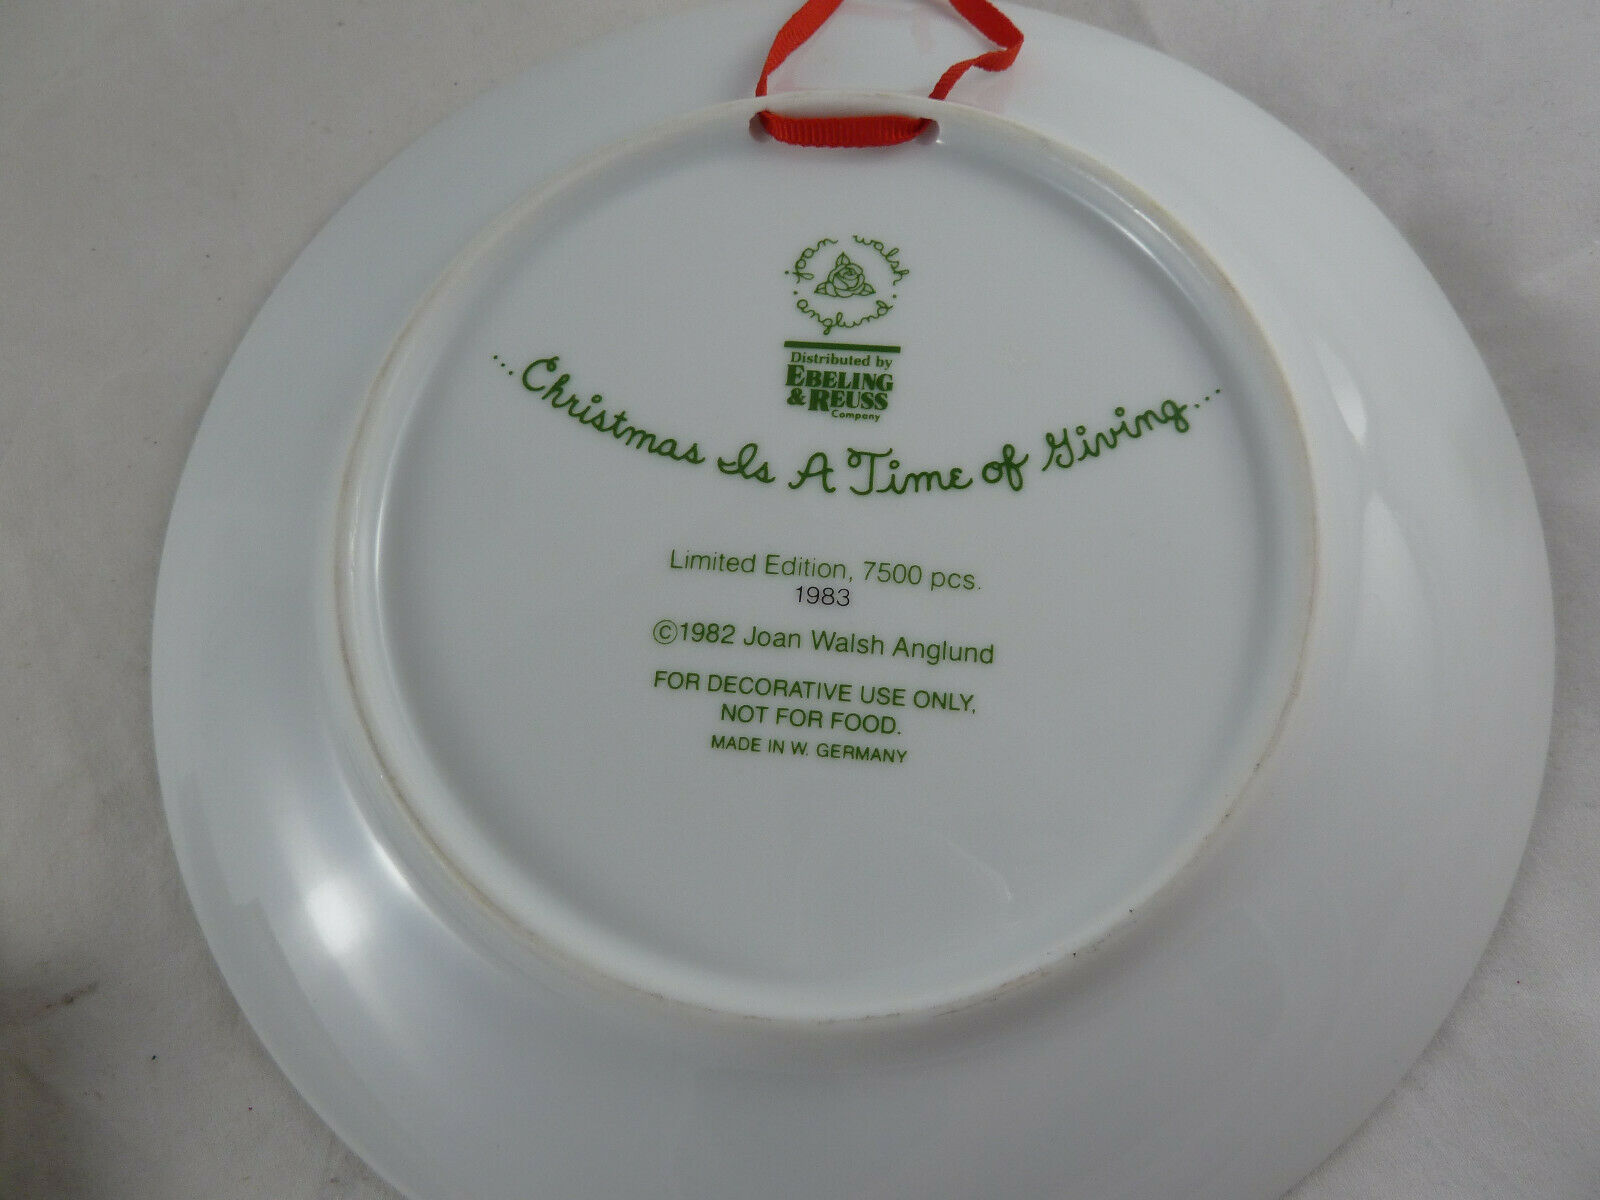 joan walsh
. anglund .
Distributed by
EBELING
& REUSS
Company
...Christmas Is A Time of Giving...
Limited Edition, 7500 pcs.
1983
©1982 Joan Walsh Anglund
FOR DECORATIVE USE ONLY,
NOT FOR FOOD.
MADE IN W. GERMANY